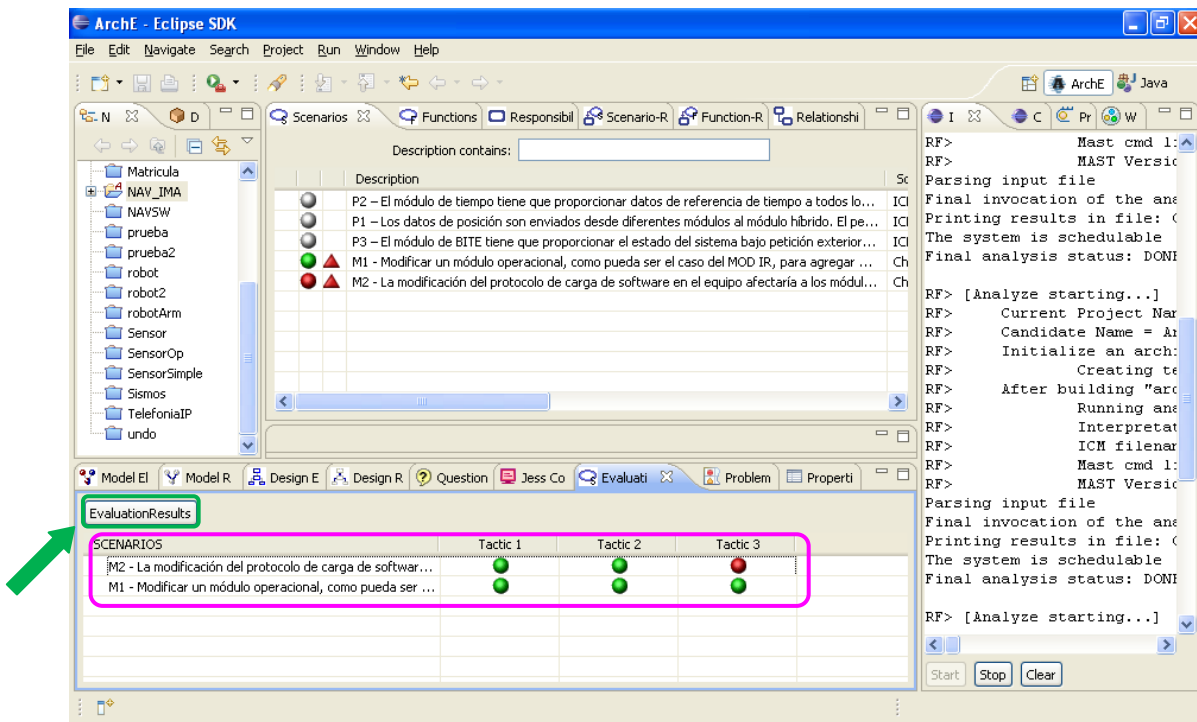 ArchE - Eclipse SDK
File Edit Navigate Search Project Run Window Help
ArchE Java
N D
Matricula
NAV_IMA
NAVSW
prueba
prueba2
robot
robot2
robotArm
Sensor
SensorOp
SensorSimple
Sismos
TelefoniaIP
undo
Scenarios Functions Responsibil Scenario-R Function-R Relationshi
Description contains:
Description Sc
P2 – El módulo de tiempo tiene que proporcionar datos de referencia de tiempo a todos lo... ICI
P1 – Los datos de posición son enviados desde diferentes módulos al módulo híbrido. El pe... ICI
P3 – El módulo de BITE tiene que proporcionar el estado del sistema bajo petición exterior... ICI
M1 - Modificar un módulo operacional, como pueda ser el caso del MOD IR, para agregar ... Ch
M2 - La modificación del protocolo de carga de software en el equipo afectaría a los módul... Ch
I C Pr W
RF> Mast cmd l:
RF> MAST Versio
Parsing input file
Final invocation of the ana
Printing results in file: C
The system is schedulable
Final analysis status: DONE
RF> [Analyze starting...]
RF> Current Project Nam
RF> Candidate Name = Ar
RF> Initialize an arch:
RF> Creating te
RF> After building "arc
RF> Running ana
RF> Interpretat
RF> ICM filenam
RF> Mast cmd l:
RF> MAST Versio
Parsing input file
Final invocation of the ana
Printing results in file: C
The system is schedulable
Final analysis status: DONE
RF> [Analyze starting...]
Start Stop Clear
Model El Model R Design E Design R Question Jess Co Evaluati Problem Properti
EvaluationResults
SCENARIOS Tactic 1 Tactic 2 Tactic 3
M2 - La modificación del protocolo de carga de softwar...
M1 - Modificar un módulo operacional, como pueda ser ...